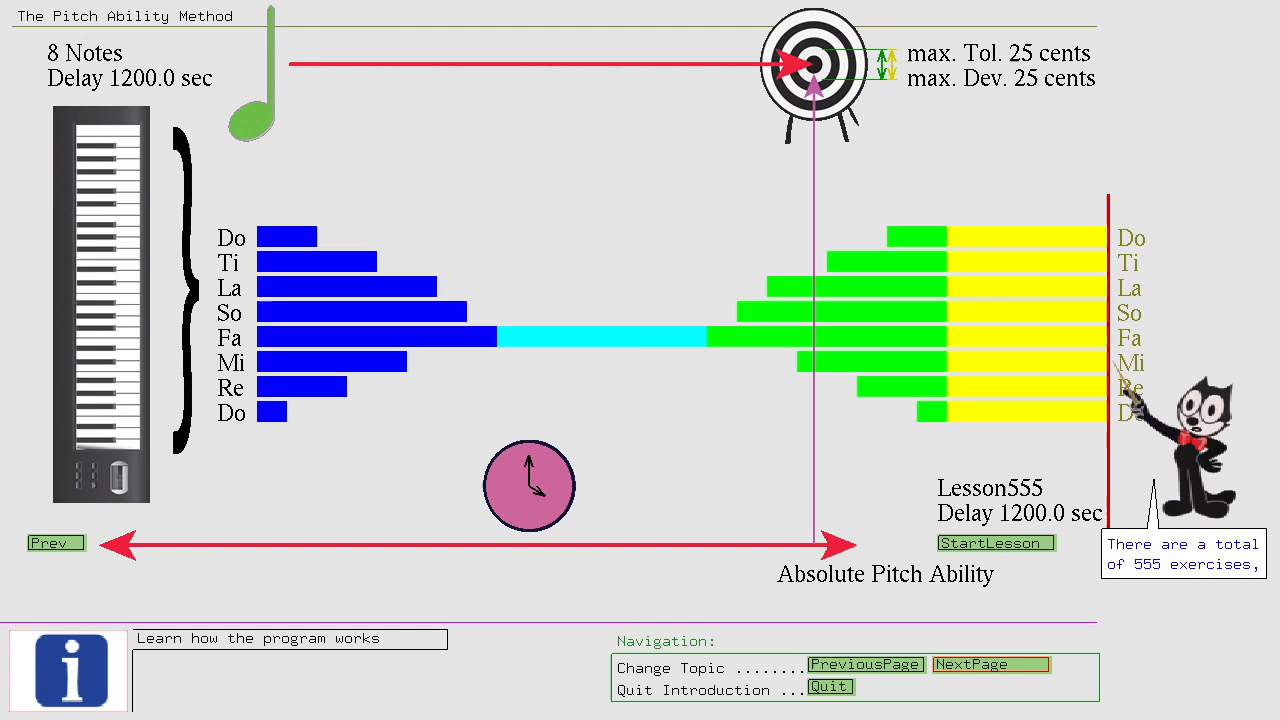 The Pitch Ability Method
8 Notes
Delay 1200.0 sec
max. Tol. 25 cents
max. Dev. 25 cents
Do
Ti
La
So
Fa
Mi
Re
Do
Do
Ti
La
So
Fa
Mi
Re
Do
Lesson555
Delay 1200.0 sec
Prev
StartLesson
There are a total
of 555 exercises,
Absolute Pitch Ability
Learn how the program works
Navigation:
Change Topic ........ PreviousPage NextPage
Quit Introduction ... Quit